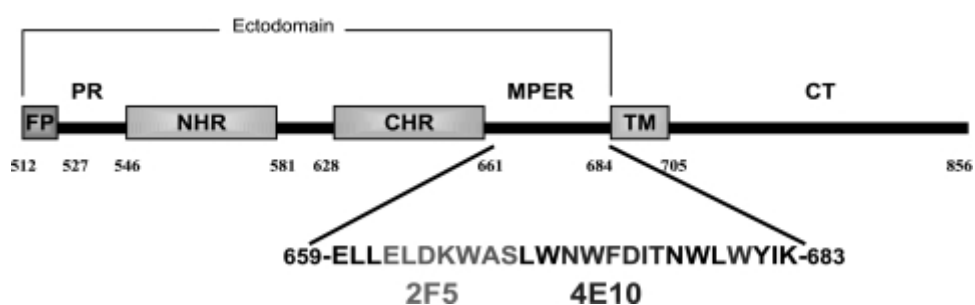 Ectodomain
PR MPER CT
FP NHR CHR TM
512 527 546 581 628 661 684 705 856
659-ELLELDKWASLWNWFDITNWLWYIK-683
2F5 4E10